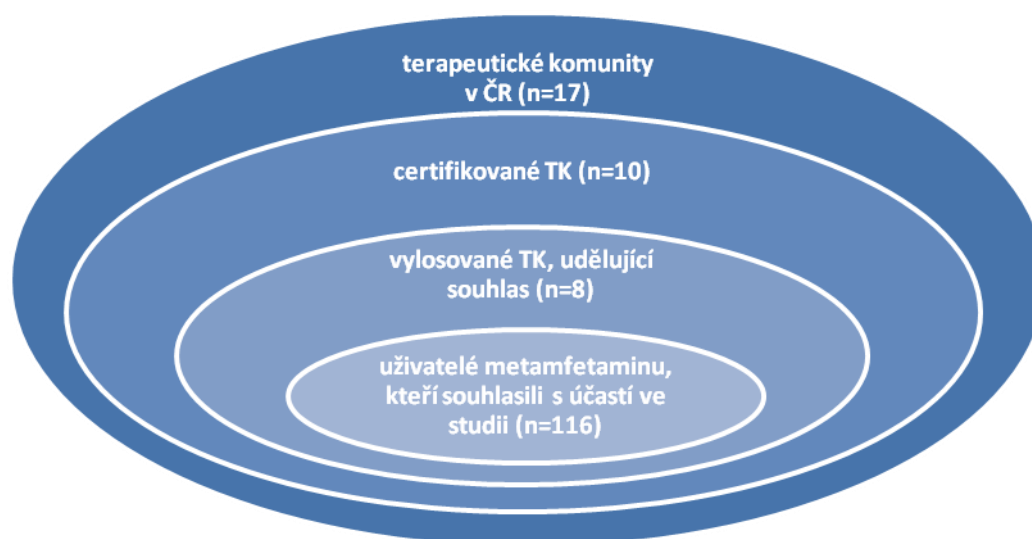 terapeutické komunity
v ČR (n=17)
certifikované TK (n=10)
vylosované TK, udělující
souhlas (n=8)
uživatelé metamfetaminu,
kteří souhlasili s účastí ve
studii (n=116)